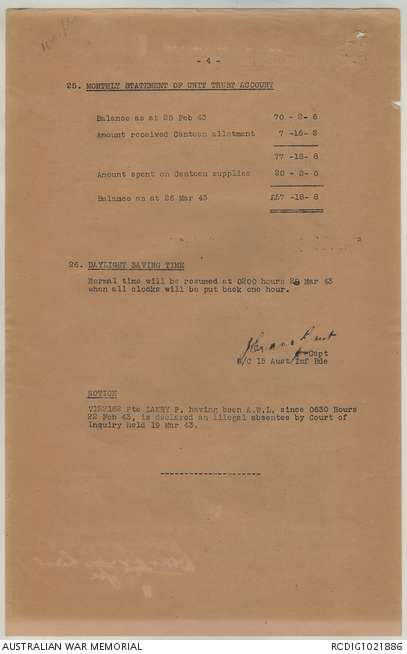 - 4 -
25. MONTHLY STATEMENT OF UNIT TRUST ACCOUNT
Balance as at 25 Feb 43 70 - 2- 6
Amount received Canteen allotment 7 -16- 2
77 -18- 8
Amount spent on Canteen supplies 20 - 0- 0
Balance as at 26 Mar 43 £57 -18- 8
26. DAYLIGHT SAVING TIME
Normal time will be resumed at 0200 hours 28 Mar 43
when all clocks will be put back one hour.
Capt
S/C 15 Aust Inf Bde
NOTICE
Pte LAKEY P. having been A.W.L. since 0630 Hours
22 Feb 43, is declared an illegal absentee by Court of
Inquiry held 19 Mar 43.
AUSTRALIAN WAR MEMORIAL RCDIG1021886